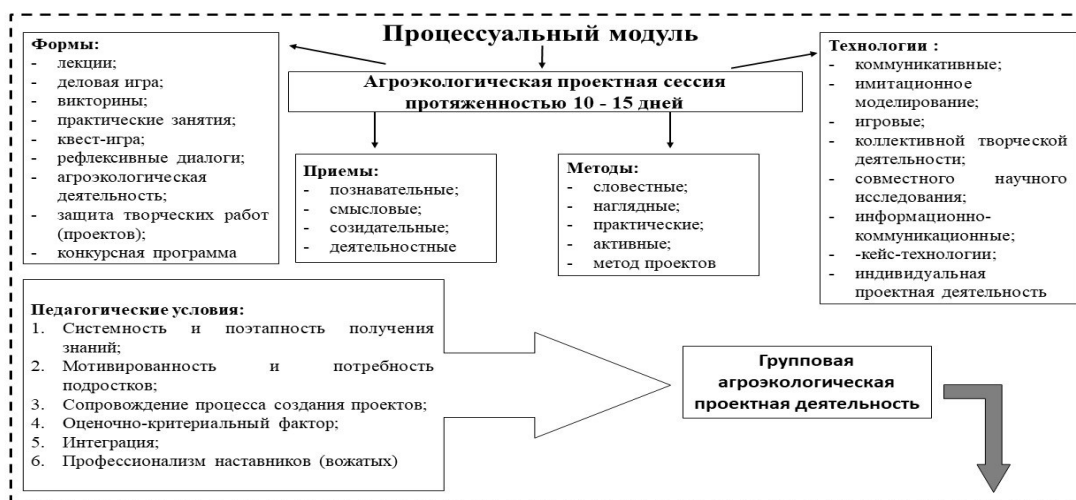 Процессуальный модуль
Формы:
- лекции;
- деловая игра;
- викторины;
- практические занятия;
- квест-игра;
- рефлексивные диалоги;
- агроэкологическая
деятельность;
- защита творческих работ
(проектов);
- конкурсная программа
Агроэкологическая проектная сессия
протяженностью 10 - 15 дней
Технологии :
- коммуникативные;
- имитационное
моделирование;
- игровые;
- коллективной творческой
деятельности;
- совместного научного
исследования;
- информационно-
коммуникационные;
- -кейс-технологии;
- индивидуальная
проектная деятельность
Приемы:
- познавательные;
- смысловые;
- созидательные;
- деятельностные
Методы:
- словестные;
- наглядные;
- практические;
- активные;
- метод проектов
Педагогические условия:
1. Системность и поэтапность получения
знаний;
2. Мотивированность и потребность
подростков;
3. Сопровождение процесса создания проектов;
4. Оценочно-критериальный фактор;
5. Интеграция;
6. Профессионализм наставников (вожатых)
Групповая
агроэкологическая
проектная деятельность